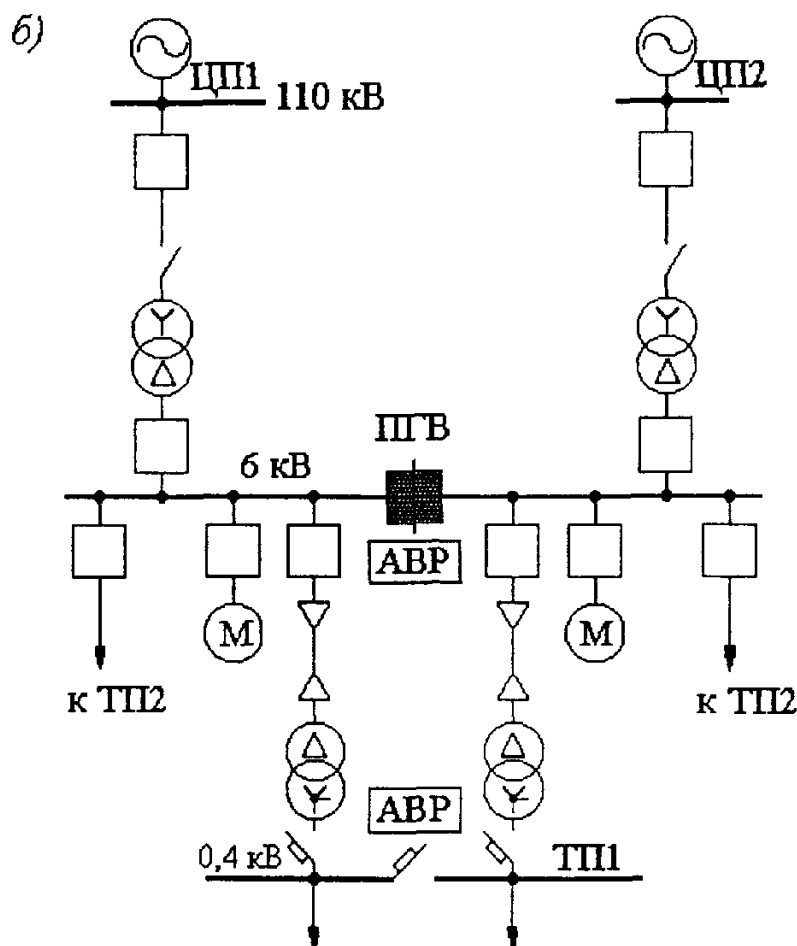 б)
ЦП1
ЦП2
110 кВ
ПГВ
6 кВ
АВР
М
М
к ТП2
к ТП2
АВР
0,4 кВ
ТП1